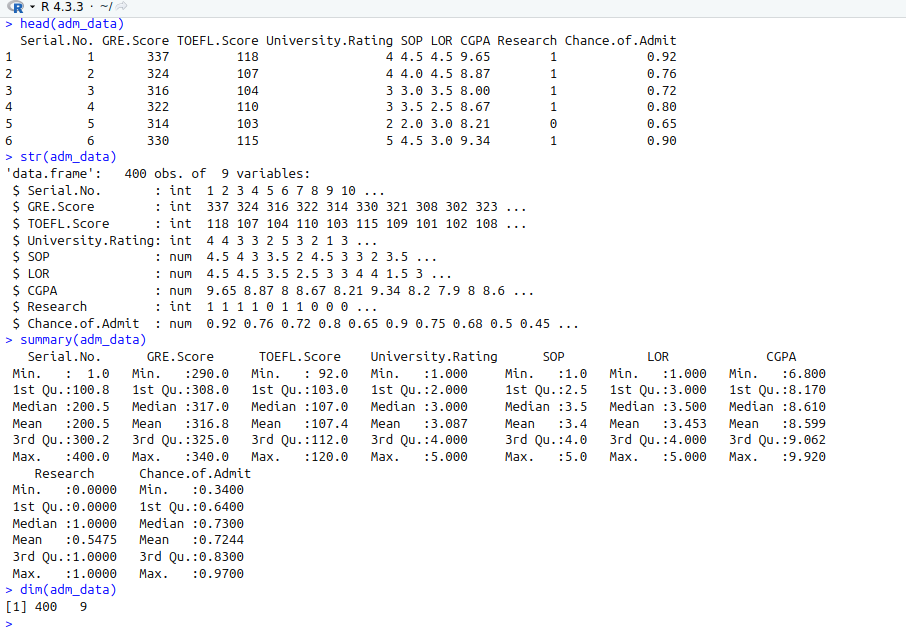 R 4.3.3 · ~/
> head(adm_data)
  Serial.No. GRE.Score TOEFL.Score University.Rating SOP LOR CGPA Research Chance.of.Admit
1          1       337         118                 4 4.5 4.5 9.65        1            0.92
2          2       324         107                 4 4.0 4.5 8.87        1            0.76
3          3       316         104                 3 3.0 3.5 8.00        1            0.72
4          4       322         110                 3 3.5 2.5 8.67        1            0.80
5          5       314         103                 2 2.0 3.0 8.21        0            0.65
6          6       330         115                 5 4.5 3.0 9.34        1            0.90
> str(adm_data)
'data.frame':	400 obs. of  9 variables:
 $ Serial.No.       : int  1 2 3 4 5 6 7 8 9 10 ...
 $ GRE.Score        : int  337 324 316 322 314 330 321 308 302 323 ...
 $ TOEFL.Score      : int  118 107 104 110 103 115 109 101 102 108 ...
 $ University.Rating: int  4 4 3 3 2 5 3 2 1 3 ...
 $ SOP              : num  4.5 4 3 3.5 2 4.5 3 3 2 3.5 ...
 $ LOR              : num  4.5 4.5 3.5 2.5 3 3 4 4 1.5 3 ...
 $ CGPA             : num  9.65 8.87 8 8.67 8.21 9.34 8.2 7.9 8 8.6 ...
 $ Research         : int  1 1 1 1 0 1 1 0 0 0 ...
 $ Chance.of.Admit  : num  0.92 0.76 0.72 0.8 0.65 0.9 0.75 0.68 0.5 0.45 ...
> summary(adm_data)
   Serial.No.      GRE.Score      TOEFL.Score    University.Rating      SOP          LOR             CGPA
 Min.   :  1.0   Min.   :290.0   Min.   : 92.0   Min.   :1.000     Min.   :1.0   Min.   :1.000   Min.   :6.800
 1st Qu.:100.8   1st Qu.:308.0   1st Qu.:103.0   1st Qu.:2.000     1st Qu.:2.5   1st Qu.:3.000   1st Qu.:8.170
 Median :200.5   Median :317.0   Median :107.0   Median :3.000     Median :3.5   Median :3.500   Median :8.610
 Mean   :200.5   Mean   :316.8   Mean   :107.4   Mean   :3.087     Mean   :3.4   Mean   :3.453   Mean   :8.599
 3rd Qu.:300.2   3rd Qu.:325.0   3rd Qu.:112.0   3rd Qu.:4.000     3rd Qu.:4.0   3rd Qu.:4.000   3rd Qu.:9.062
 Max.   :400.0   Max.   :340.0   Max.   :120.0   Max.   :5.000     Max.   :5.0   Max.   :5.000   Max.   :9.920
    Research      Chance.of.Admit
 Min.   :0.0000   Min.   :0.3400
 1st Qu.:0.0000   1st Qu.:0.6400
 Median :1.0000   Median :0.7300
 Mean   :0.5475   Mean   :0.7244
 3rd Qu.:1.0000   3rd Qu.:0.8300
 Max.   :1.0000   Max.   :0.9700
> dim(adm_data)
[1] 400   9
>